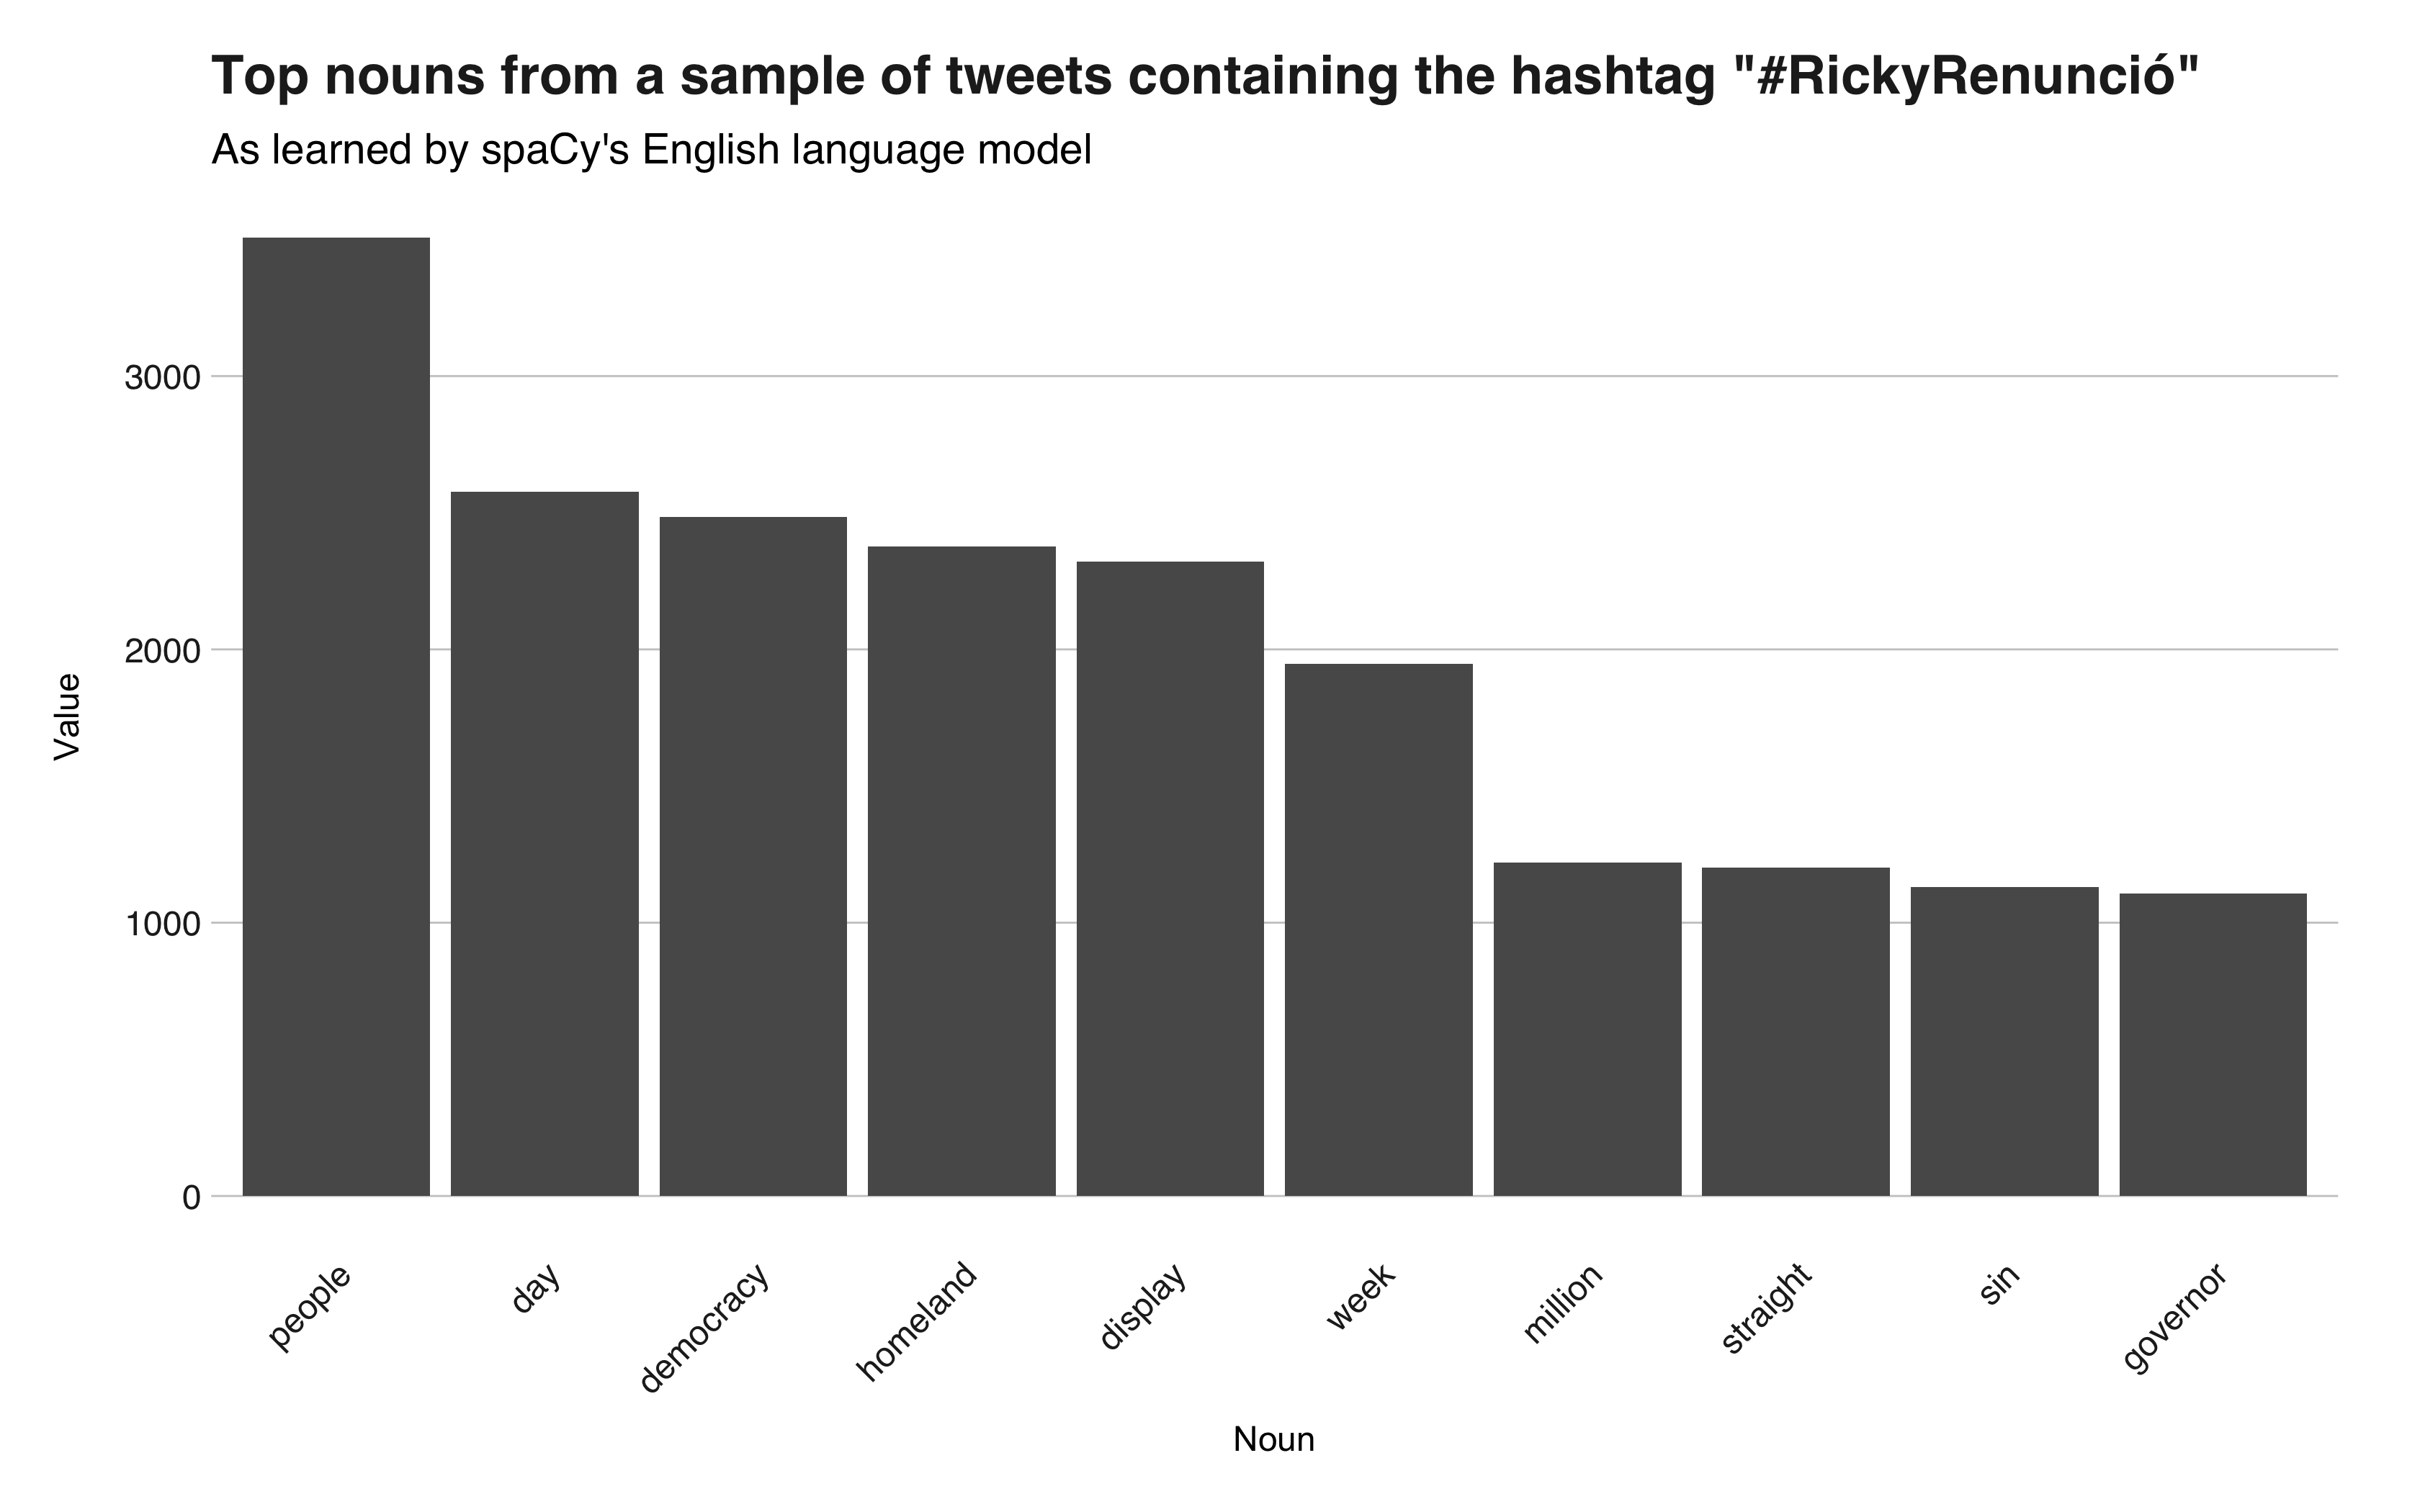 Top nouns from a sample of tweets containing the hashtag "#RickyRenunció"
As learned by spaCy's English language model
3000
2000
1000
0
Value
people
day
democracy
homeland
display
week
million
straight
sin
governor
Noun